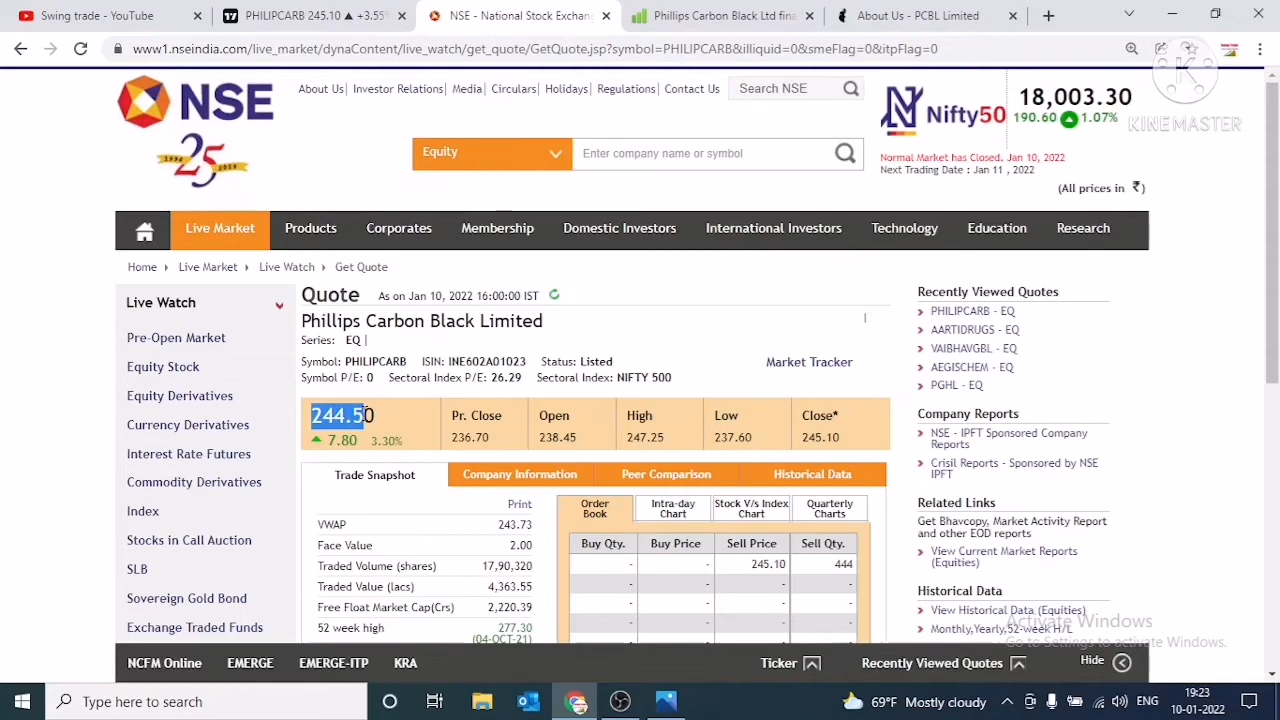 Swing trade - YouTube
PHILIPCARB 245.10 ▲ +3.55%
NSE - National Stock Exchan
Phillips Carbon Black Ltd fina
About Us - PCBL Limited
www1.nseindia.com/live_market/dynaContent/live_watch/get_quote/GetQuote.jsp?symbol=PHILIPCARB&illiquid=0&smeFlag=0&itpFlag=0
K
KINEMASTER
NSE
25
About Us | Investor Relations | Media | Circulars | Holidays | Regulations | Contact Us
Search NSE
Equity
Enter company name or symbol
Nifty50
18,003.30
190.60 1.07%
Normal Market has Closed. Jan 10, 2022
Next Trading Date : Jan 11 , 2022
(All prices in ₹)
Live Market Products Corporates Membership Domestic Investors International Investors Technology Education Research
Home › Live Market › Live Watch › Get Quote
Live Watch
Pre-Open Market
Equity Stock
Equity Derivatives
Currency Derivatives
Interest Rate Futures
Commodity Derivatives
Index
Stocks in Call Auction
SLB
Sovereign Gold Bond
Exchange Traded Funds
Quote As on Jan 10, 2022 16:00:00 IST
Phillips Carbon Black Limited
Series: EQ |
Symbol: PHILIPCARB ISIN: INE602A01023 Status: Listed
Market Tracker
Symbol P/E: 0 Sectoral Index P/E: 26.29 Sectoral Index: NIFTY 500
244.50 Pr. Close Open High Low Close*
7.80 3.30% 236.70 238.45 247.25 237.60 245.10
Trade Snapshot Company Information Peer Comparison Historical Data
Print
VWAP 243.73
Face Value 2.00
Traded Volume (shares) 17,90,320
Traded Value (lacs) 4,363.55
Free Float Market Cap(Crs) 2,220.39
52 week high 277.30
(04-OCT-21)
Order Book
Intra-day Chart
Stock V/s Index Chart
Quarterly Charts
Buy Qty. Buy Price Sell Price Sell Qty.
- - 245.10 444
- - - -
- - - -
Recently Viewed Quotes
PHILIPCARB - EQ
AARTIDRUGS - EQ
VAIBHAVGBL - EQ
AEGISCHEM - EQ
PGHL - EQ
Company Reports
NSE - IPFT Sponsored Company
Reports
Crisil Reports - Sponsored by NSE
IPFT
Related Links
Get Bhavcopy, Market Activity Report
and other EOD reports
View Current Market Reports
(Equities)
Historical Data
View Historical Data (Equities)
Monthly,Yearly,52-week H/L
Activate Windows
Go to Settings to activate Windows.
NCFM Online EMERGE EMERGE-ITP KRA Ticker Recently Viewed Quotes Hide
Type here to search
69°F Mostly cloudy
ENG
19:23
10-01-2022